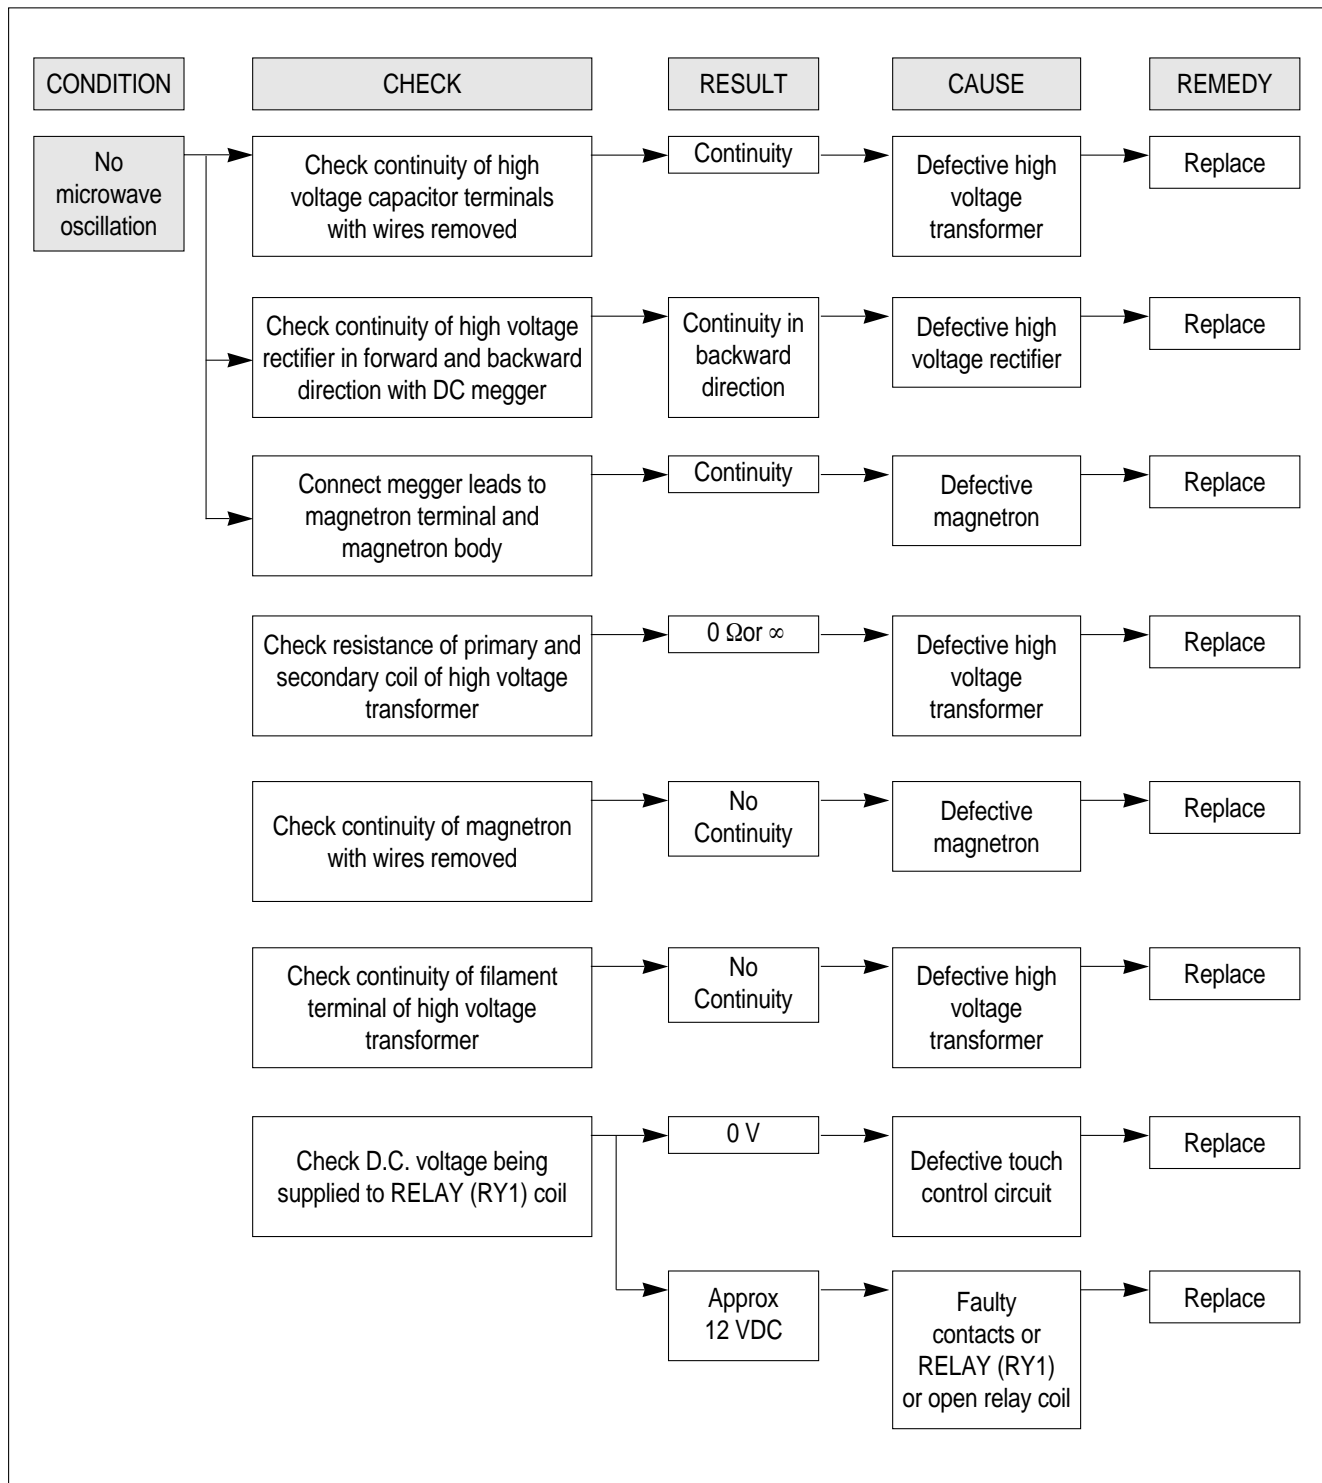 CONDITION
CHECK
RESULT
CAUSE
REMEDY
No
microwave
oscillation
Check continuity of high
voltage capacitor terminals
with wires removed
Continuity
Defective high
voltage
transformer
Replace
Check continuity of high voltage
rectifier in forward and backward
direction with DC megger
Continuity in
backward
direction
Defective high
voltage rectifier
Replace
Connect megger leads to
magnetron terminal and
magnetron body
Continuity
Defective
magnetron
Replace
Check resistance of primary and
secondary coil of high voltage
transformer
0 Ωor ∞
Defective high
voltage
transformer
Replace
Check continuity of magnetron
with wires removed
No
Continuity
Defective
magnetron
Replace
Check continuity of filament
terminal of high voltage
transformer
No
Continuity
Defective high
voltage
transformer
Replace
Check D.C. voltage being
supplied to RELAY (RY1) coil
0 V
Defective touch
control circuit
Replace
Approx
12 VDC
Faulty
contacts or
RELAY (RY1)
or open relay coil
Replace